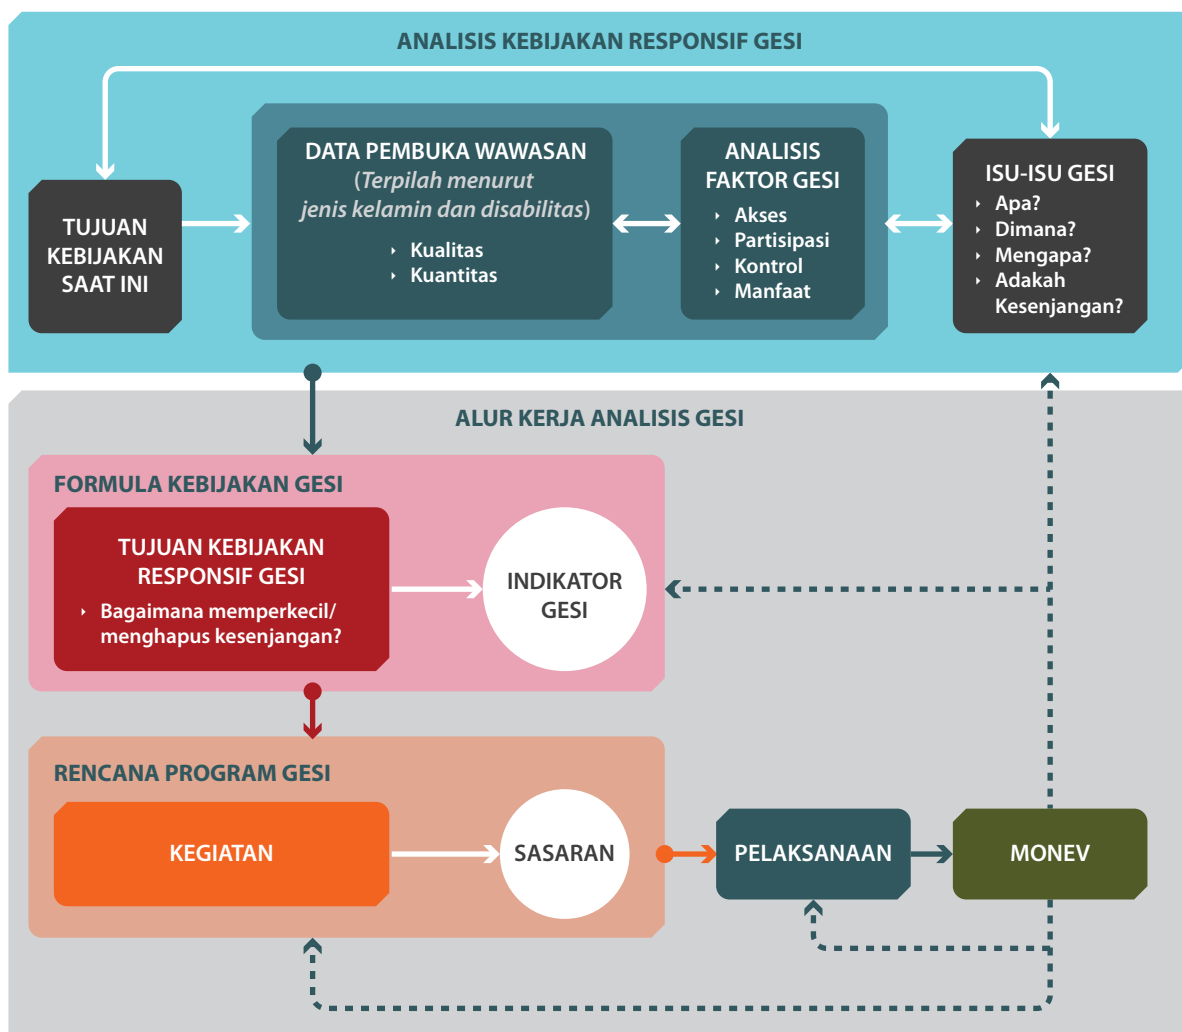 ANALISIS KEBIJAKAN RESPONSIF GESI
TUJUAN
KEBIJAKAN
SAAT INI
DATA PEMBUKA WAWASAN
(Terpilah menurut
jenis kelamin dan disabilitas)
‣ Kualitas
‣ Kuantitas
ANALISIS
FAKTOR GESI
‣ Akses
‣ Partisipasi
‣ Kontrol
‣ Manfaat
ISU-ISU GESI
‣ Apa?
‣ Dimana?
‣ Mengapa?
‣ Adakah
Kesenjangan?
ALUR KERJA ANALISIS GESI
FORMULA KEBIJAKAN GESI
TUJUAN KEBIJAKAN
RESPONSIF GESI
‣ Bagaimana memperkecil/
menghapus kesenjangan?
INDIKATOR
GESI
RENCANA PROGRAM GESI
KEGIATAN
SASARAN
PELAKSANAAN
MONEV